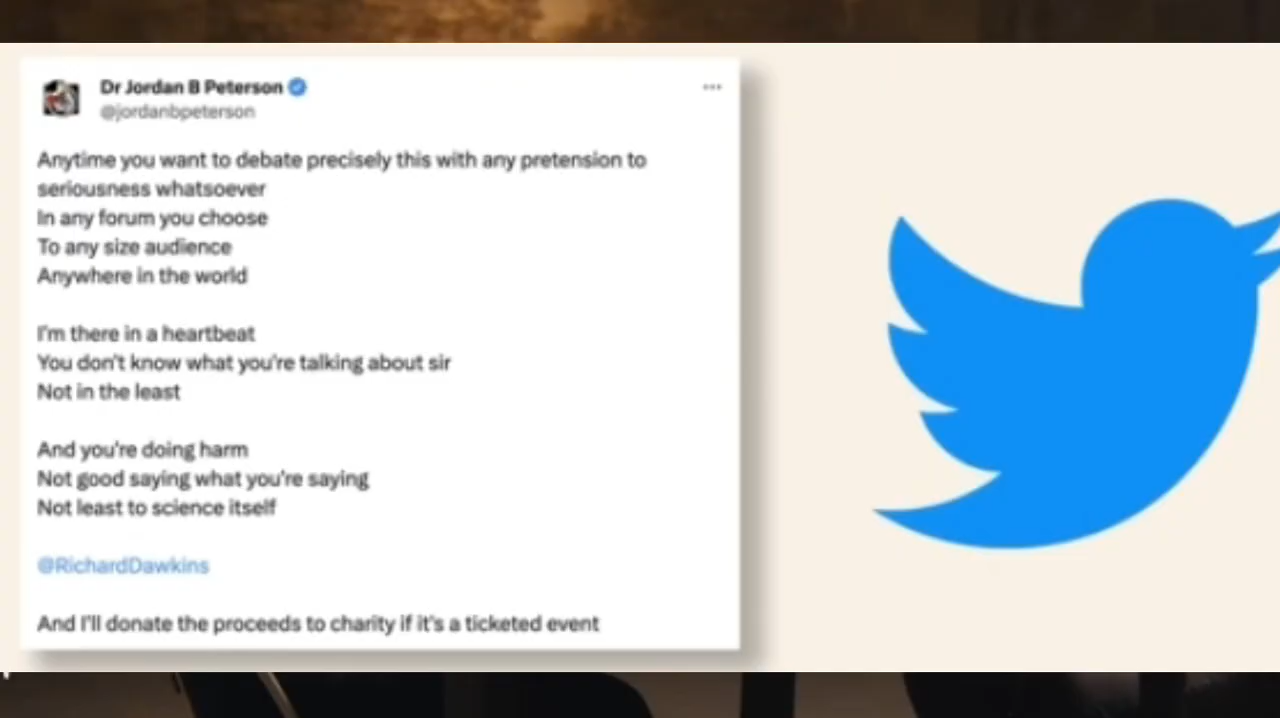 Dr Jordan B Peterson
@jordanbpeterson
Anytime you want to debate precisely this with any pretension to
seriousness whatsoever
In any forum you choose
To any size audience
Anywhere in the world
I'm there in a heartbeat
You don't know what you're talking about sir
Not in the least
And you're doing harm
Not good saying what you're saying
Not least to science itself
@RichardDawkins
And I'll donate the proceeds to charity if it's a ticketed event